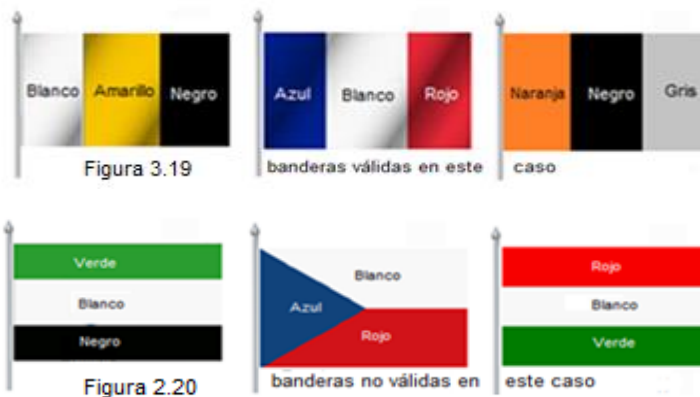 Blanco Amarillo Negro Azul Blanco Rojo Naranja Negro Gris
Figura 3.19 banderas válidas en este caso
Verde
Blanco
Negro
Azul
Blanco
Rojo
Rojo
Blanco
Verde
Figura 2.20 banderas no válidas en este caso